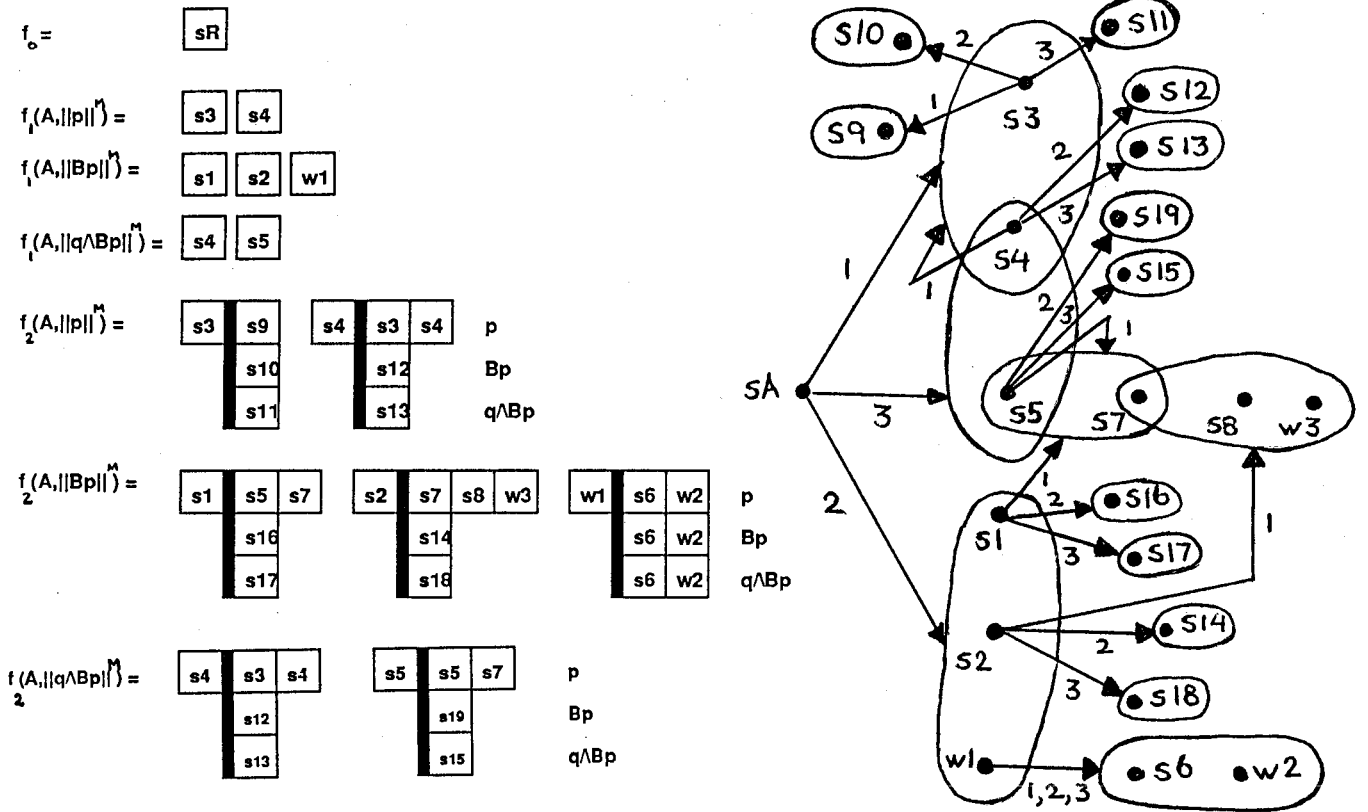 f₀ = sR
f₁(A,||p||ᴹ) = s3 s4
f₁(A,||Bp||ᴹ) = s1 s2 w1
f₁(A,||q∧Bp||ᴹ) = s4 s5
f₂(A,||p||ᴹ) = s3 s9 s4 s3 s4 p
s10 s12 Bp
s11 s13 q∧Bp
f₂(A,||Bp||ᴹ) = s1 s5 s7 s2 s7 s8 w3 w1 s6 w2 p
s16 s14 s6 w2 Bp
s17 s18 s6 w2 q∧Bp
f₂(A,||q∧Bp||ᴹ) = s4 s3 s4 s5 s5 s7 p
s12 s19 Bp
s13 s15 q∧Bp
S10 2 3 S11
1 S3 S12
S9 2 S13
3 S19
S4
1 1 2 S15
3 1
SA 3 S5 S7 S8 w3
1
2 2 S16 1
S1 3 S17
S2 2 S14
3 S18
w1 1,2,3 S6 w2